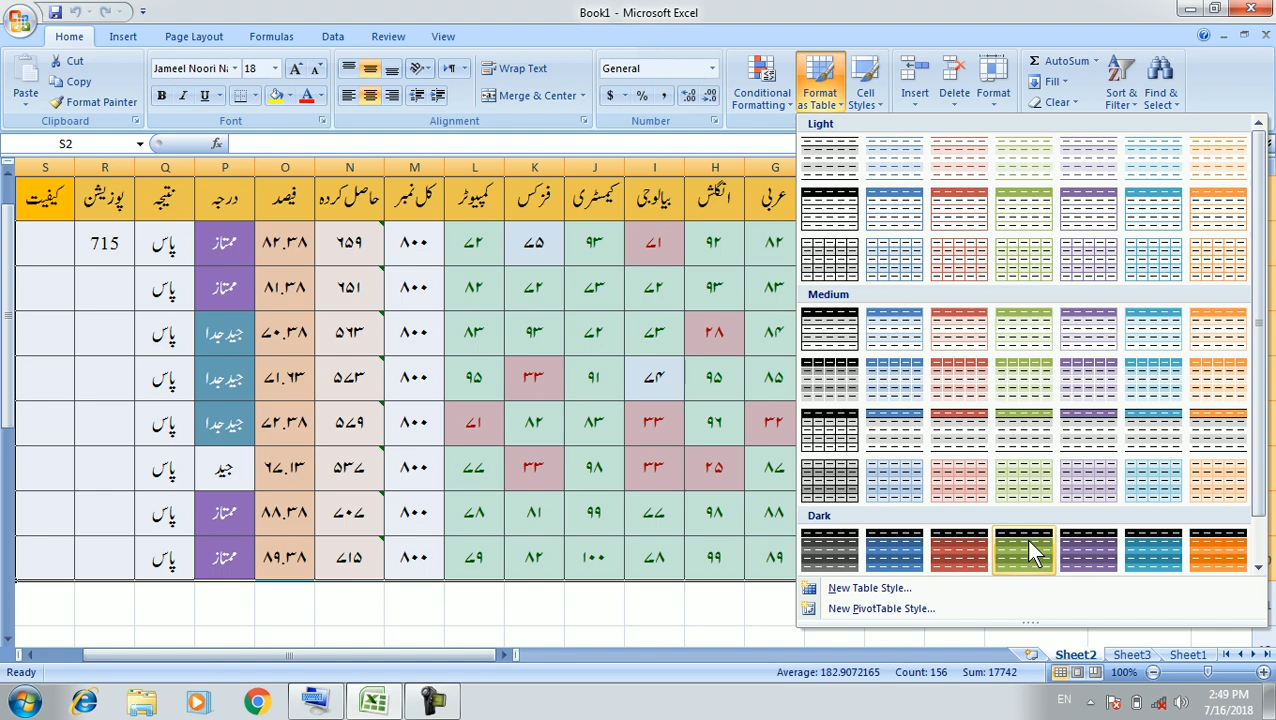 Book1 - Microsoft Excel
Home Insert Page Layout Formulas Data Review View
Paste
Cut
Copy
Format Painter
Clipboard
Jameel Noori Na 18
B I U A
Font
Wrap Text
Merge & Center
Alignment
General
$ % ,
Number
Conditional Formatting
Format as Table
Cell Styles
Insert Delete Format
Σ AutoSum
Fill
Clear
Sort & Filter
Find & Select
S2
fx
S R Q P O N M L K J I H G
کیفیت پوزیشن نتیجہ درجہ فیصد حاصل کردہ کل نمبر کمپیوٹر فزکس کیمسٹری بیالوجی انگلش عربی
715 پاس ممتاز ۸۲.۳۸ ۶۵۹ ۸۰۰ ۷۲ ۷۵ ۹۳ ۷۱ ۹۲ ۸۲
پاس ممتاز ۸۱.۳۸ ۶۵۱ ۸۰۰ ۸۲ ۷۲ ۷۳ ۷۲ ۹۳ ۸۳
پاس جید جدا ۷۰.۳۸ ۵۶۳ ۸۰۰ ۸۳ ۹۳ ۷۲ ۷۳ ۲۸ ۸۴
پاس جید جدا ۷۱.۶۳ ۵۷۳ ۸۰۰ ۹۵ ۳۳ ۹۱ ۷۴ ۹۵ ۸۵
پاس جید جدا ۷۲.۳۸ ۵۷۹ ۸۰۰ ۷۱ ۸۲ ۸۳ ۳۳ ۹۶ ۳۲
پاس جید ۶۷.۱۳ ۵۳۷ ۸۰۰ ۷۷ ۳۳ ۹۸ ۳۳ ۲۵ ۸۷
پاس ممتاز ۸۸.۳۸ ۷۰۷ ۸۰۰ ۷۸ ۸۱ ۹۹ ۷۷ ۹۸ ۸۸
پاس ممتاز ۸۹.۳۸ ۷۱۵ ۸۰۰ ۷۹ ۸۲ ۱۰۰ ۷۸ ۹۹ ۸۹
Light
Medium
Dark
New Table Style...
New PivotTable Style...
Sheet2 Sheet3 Sheet1
Ready
Average: 182.9072165 Count: 156 Sum: 17742
100%
EN
2:49 PM
7/16/2018